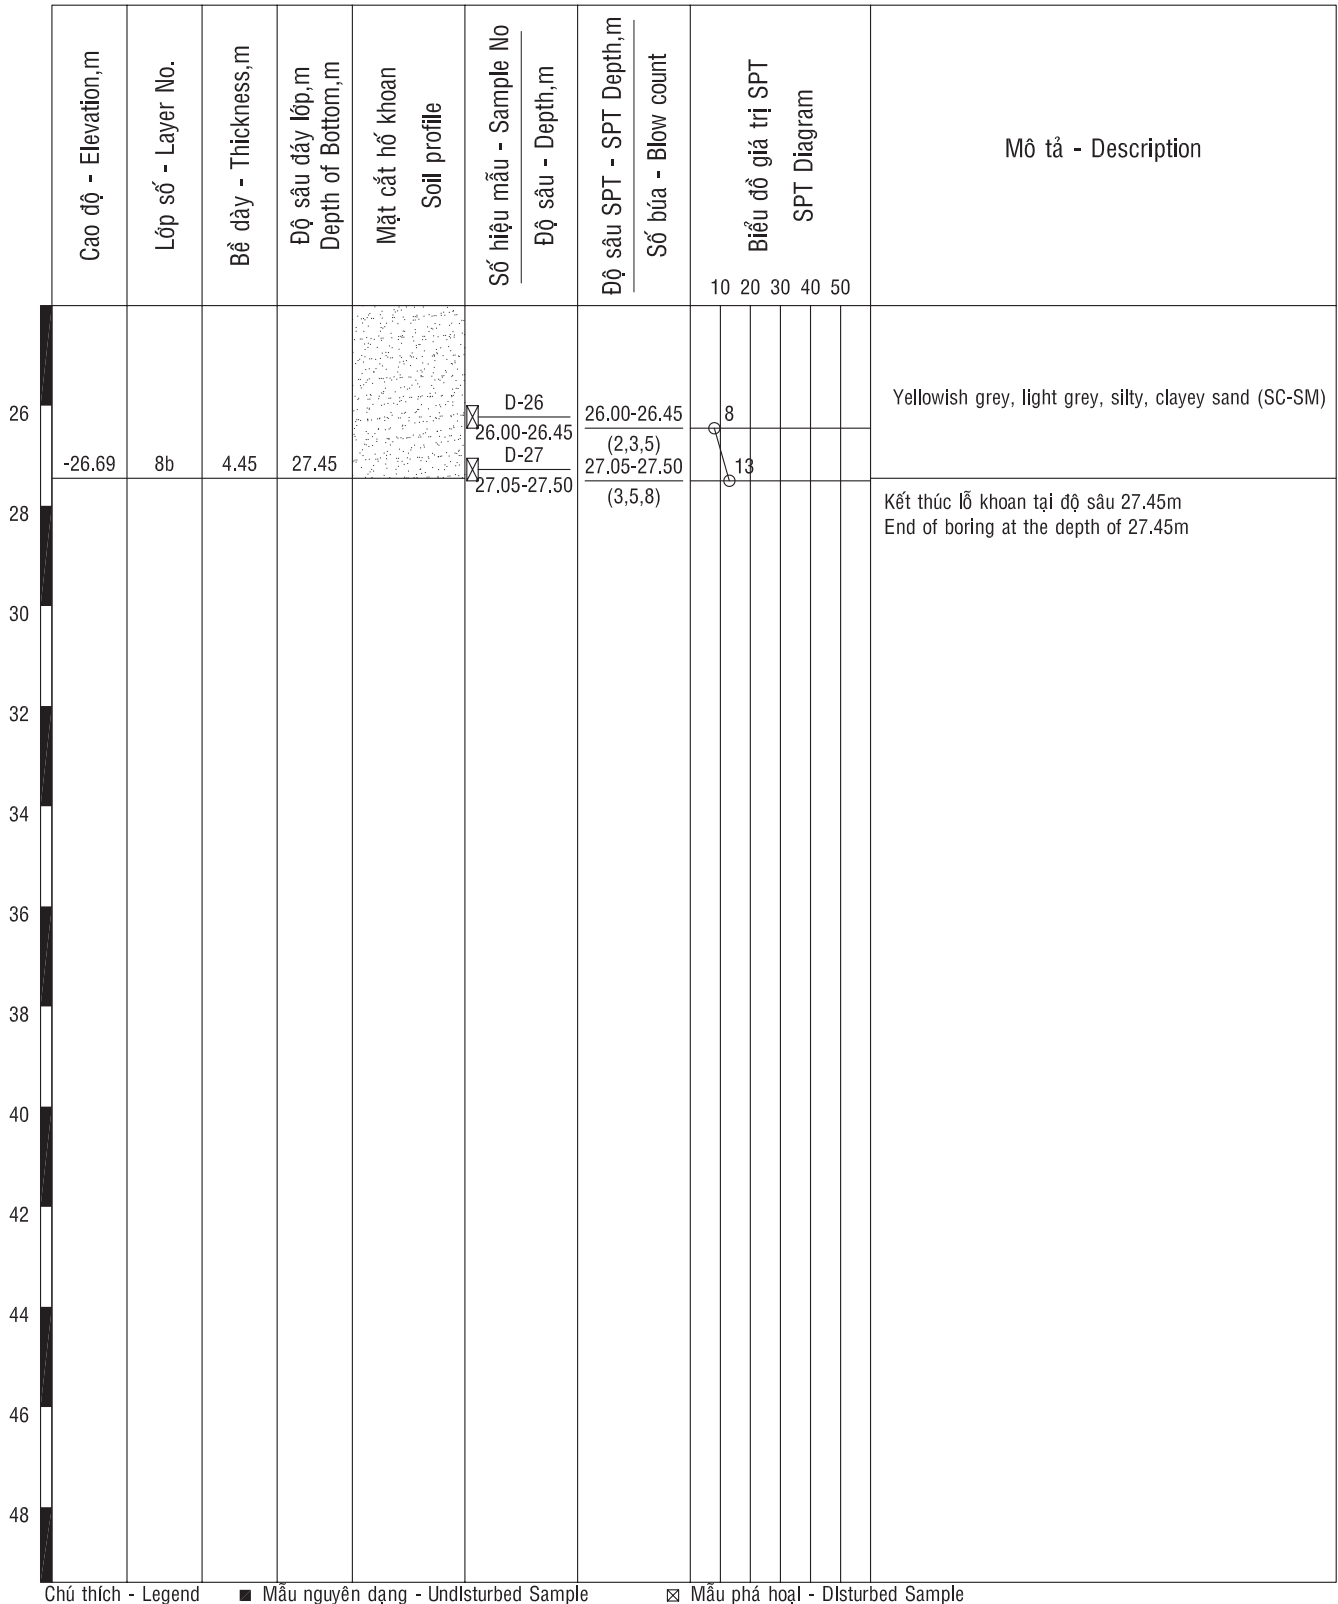 Cao độ - Elevation,m
Lớp số - Layer No.
Bề dày - Thickness,m
Độ sâu đáy lớp,m
Depth of Bottom,m
Mặt cắt hố khoan
Soil profile
Số hiệu mẫu - Sample No
Độ sâu - Depth,m
Độ sâu SPT - SPT Depth,m
Số búa - Blow count
Biểu đồ giá trị SPT
SPT Diagram
10 20 30 40 50
Mô tả - Description
Yellowish grey, light grey, silty, clayey sand (SC-SM)
26 D-26 26.00-26.45 8
26.00-26.45 (2,3,5)
-26.69 8b 4.45 27.45 D-27 27.05-27.50 13
27.05-27.50 (3,5,8)
Kết thúc lỗ khoan tại độ sâu 27.45m
28
End of boring at the depth of 27.45m
30
32
34
36
38
40
42
44
46
48
Chú thích - Legend Mẫu nguyên dạng - Undisturbed Sample Mẫu phá hoại - Disturbed Sample